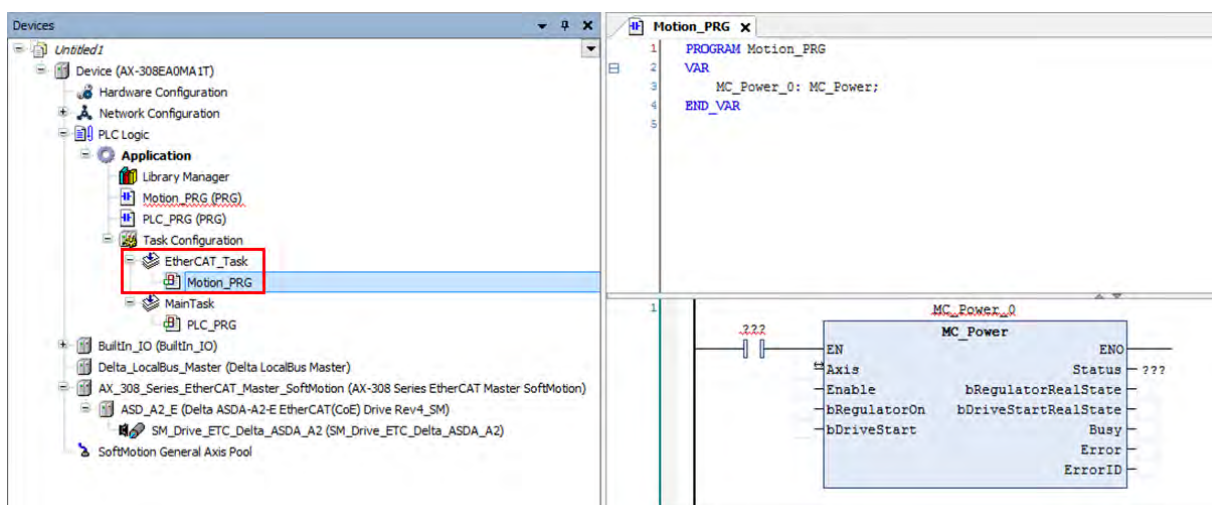 Devices
Untitled1
Device (AX-308EA0MA1T)
Hardware Configuration
Network Configuration
PLC Logic
Application
Library Manager
Motion_PRG (PRG)
PLC_PRG (PRG)
Task Configuration
EtherCAT_Task
Motion_PRG
MainTask
PLC_PRG
BuiltIn_IO (BuiltIn_IO)
Delta_LocalBus_Master (Delta LocalBus Master)
AX_308_Series_EtherCAT_Master_SoftMotion (AX-308 Series EtherCAT Master SoftMotion)
ASD_A2_E (Delta ASDA-A2-E EtherCAT(CoE) Drive Rev4_SM)
SM_Drive_ETC_Delta_ASDA_A2 (SM_Drive_ETC_Delta_ASDA_A2)
SoftMotion General Axis Pool
Motion_PRG X
1 PROGRAM Motion_PRG
2 VAR
3 MC_Power_0: MC_Power;
4 END_VAR
5
1
MC_Power_0
??? MC_Power
EN ENO
Axis Status ???
Enable bRegulatorRealState
bRegulatorOn bDriveStartRealState
bDriveStart Busy
Error
ErrorID